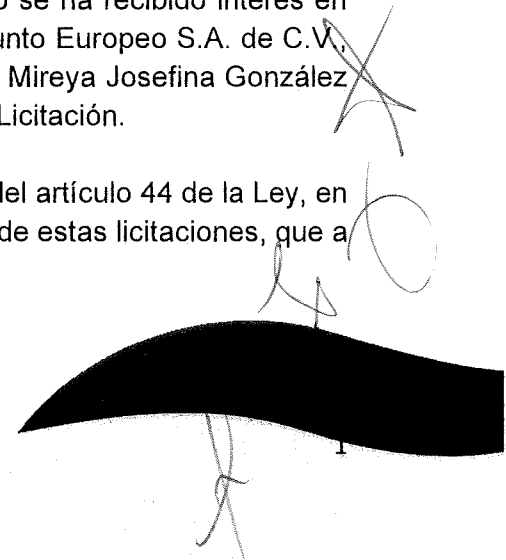 se ha recibido interés en
unto Europeo S.A. de C.V.,
Mireya Josefina González
Licitación.
del artículo 44 de la Ley, en
de estas licitaciones, que a